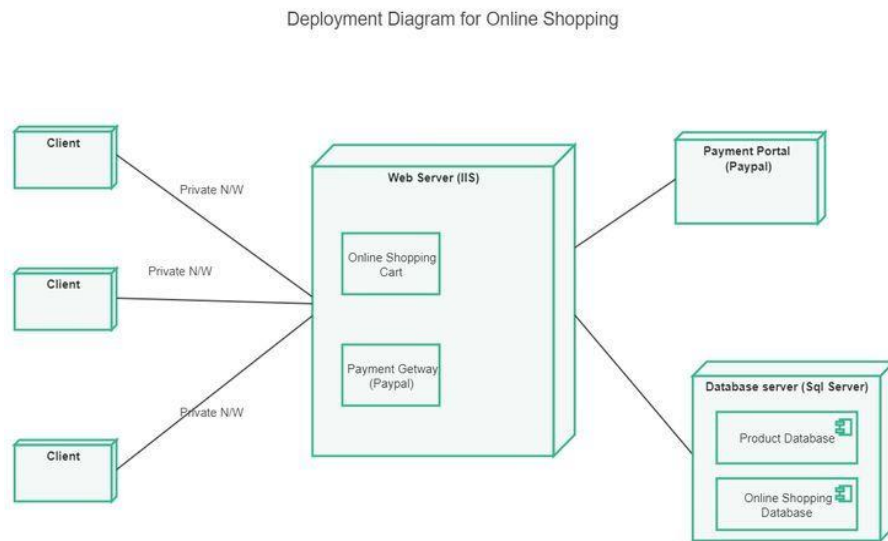 Deployment Diagram for Online Shopping
Client
Private N/W
Client
Private N/W
Client
Private N/W
Web Server (IIS)
Online Shopping
Cart
Payment Getway
(Paypal)
Payment Portal
(Paypal)
Database server (Sql Server)
Product Database
Online Shopping
Database